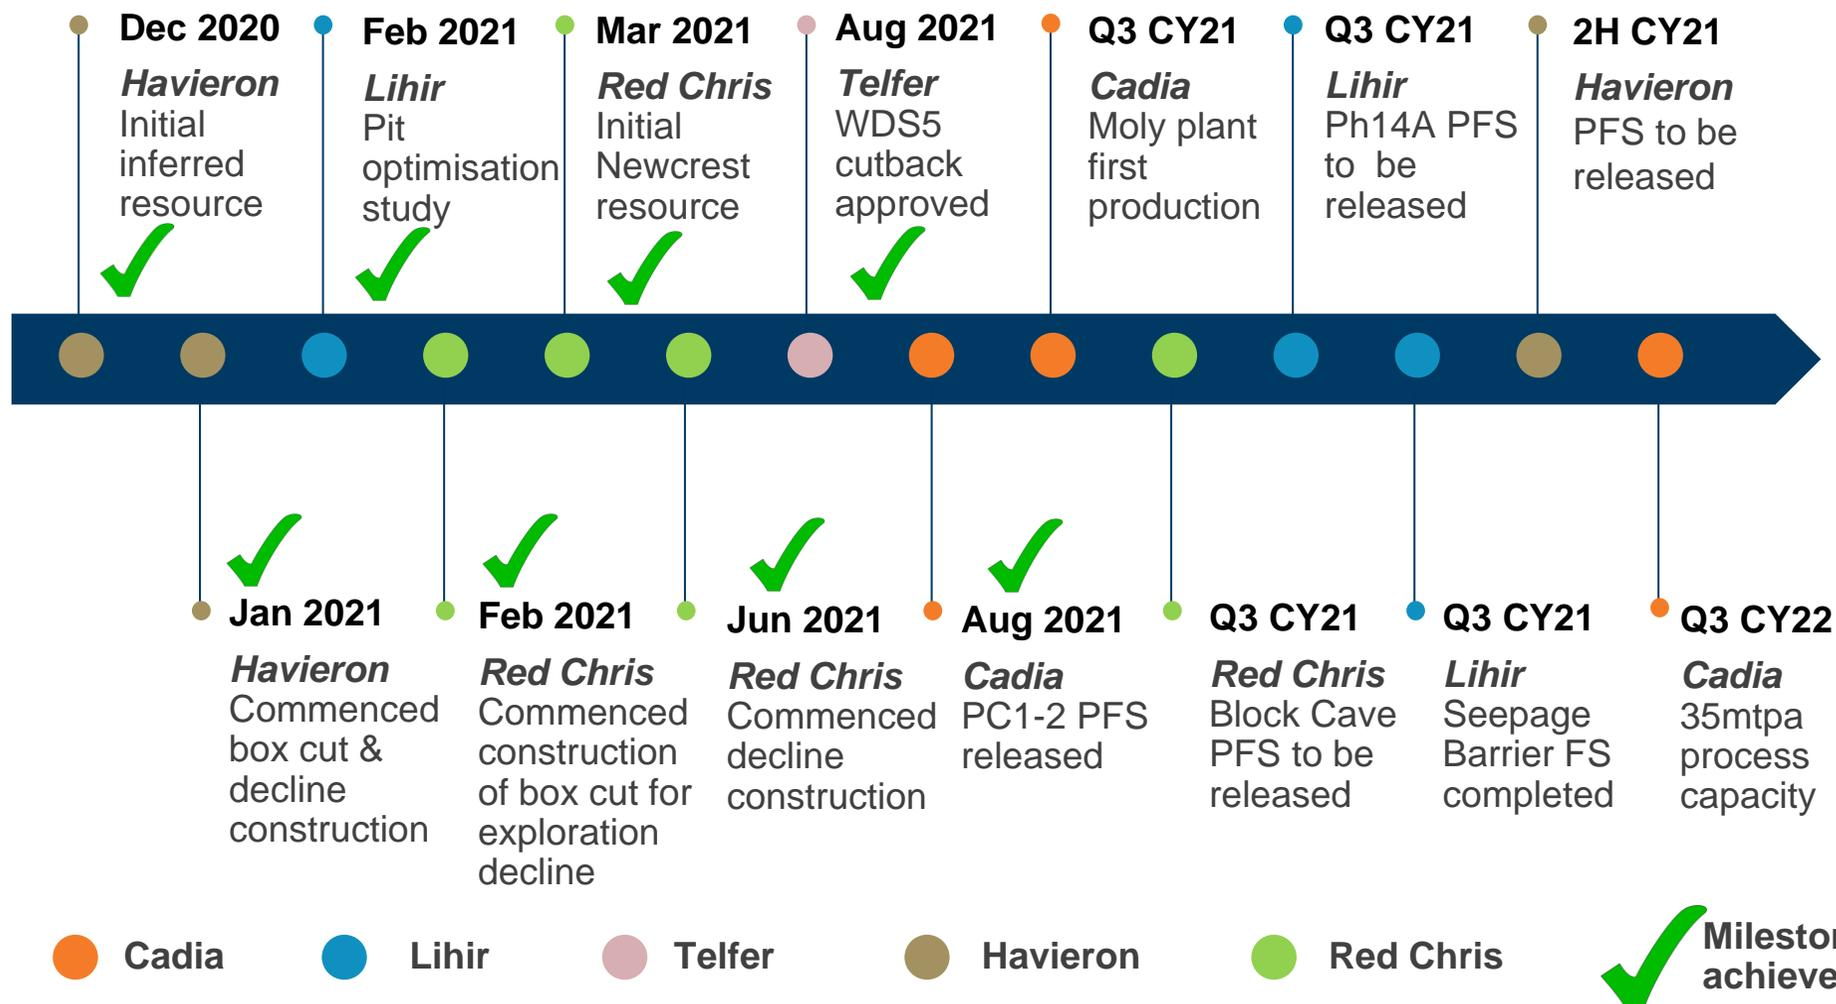 Dec 2020
Havieron
Initial
inferred
resource
Feb 2021
Lihir
Pit
optimisation
study
Mar 2021
Red Chris
Initial
Newcrest
resource
Aug 2021
Telfer
WDS5
cutback
approved
Q3 CY21
Cadia
Moly plant
first
production
Q3 CY21
Lihir
Ph14A PFS
to be
released
2H CY21
Havieron
PFS to be
released
Jan 2021
Havieron
Commenced
box cut &
decline
construction
Feb 2021
Red Chris
Commenced
construction
of box cut for
exploration
decline
Jun 2021
Red Chris
Commenced
decline
construction
Aug 2021
Cadia
PC1-2 PFS
released
Q3 CY21
Red Chris
Block Cave
PFS to be
released
Q3 CY21
Lihir
Seepage
Barrier FS
completed
Q3 CY22
Cadia
35mtpa
process
capacity
Cadia
Lihir
Telfer
Havieron
Red Chris